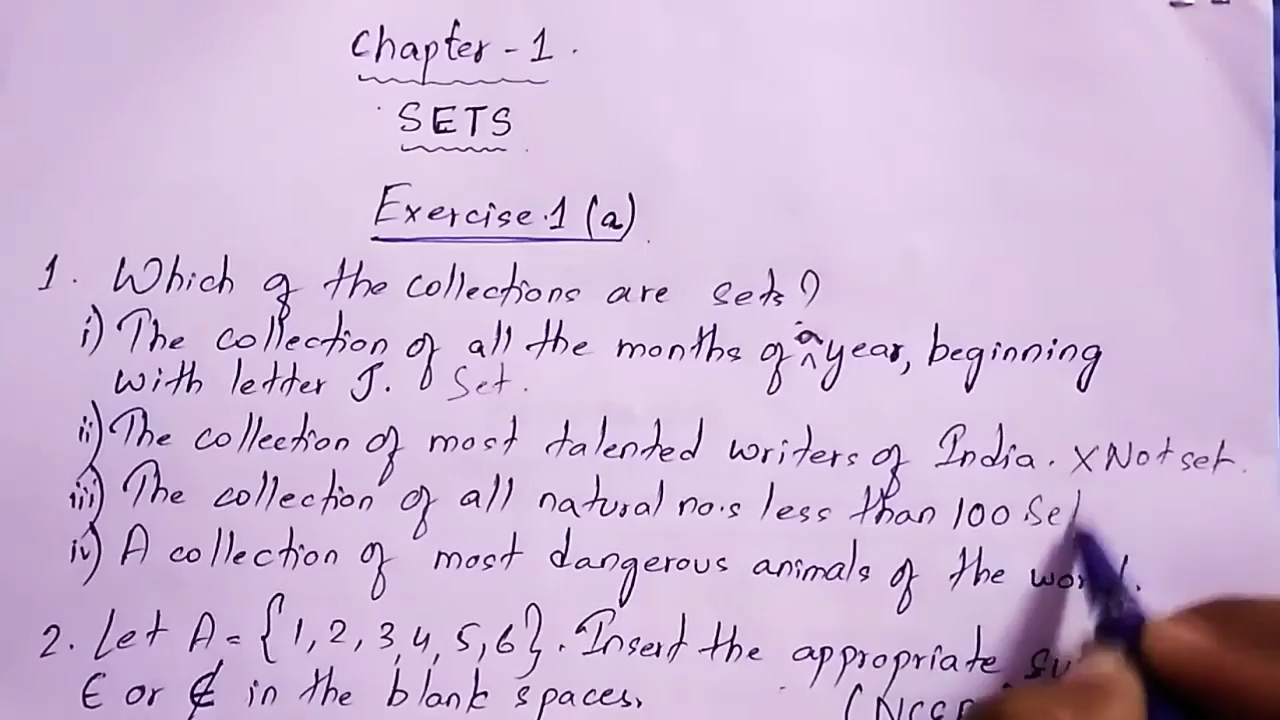 Chapter - 1.
SETS
Exercise.1 (a)
1. Which of the collections are sets?
i) The collection of all the months of a year, beginning
with letter J. Set.
ii) The collection of most talented writers of India. X Not set.
iii) The collection of all natural no.s less than 100. Set
iv) A collection of most dangerous animals of the
2. Let A = {1, 2, 3, 4, 5, 6}. Insert the appropriate
∈ or ∉ in the blank spaces.